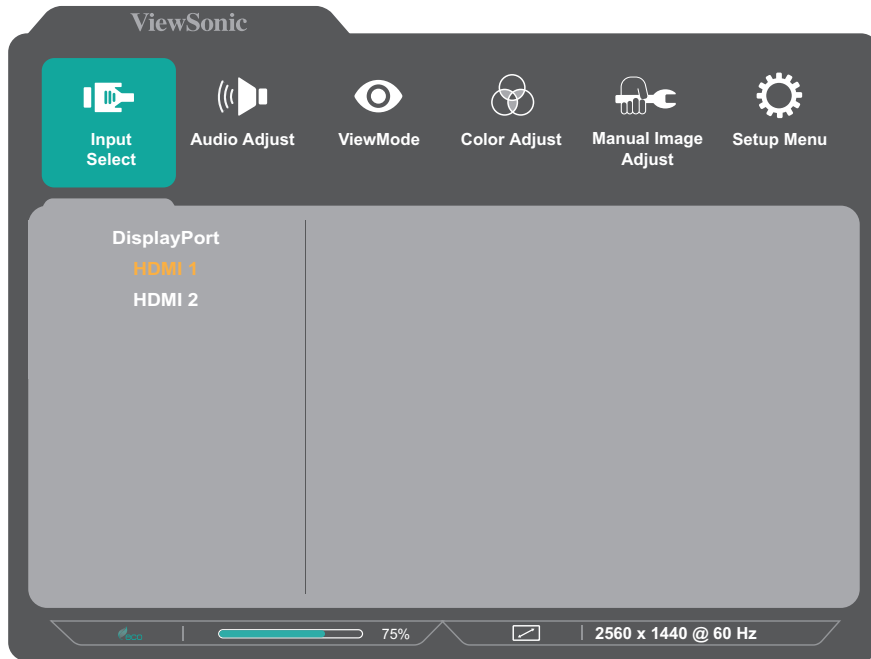 ViewSonic
Input
Select
Audio Adjust
ViewMode
Color Adjust
Manual Image
Adjust
Setup Menu
DisplayPort
HDMI 1
HDMI 2
eco
75%
2560 x 1440 @ 60 Hz